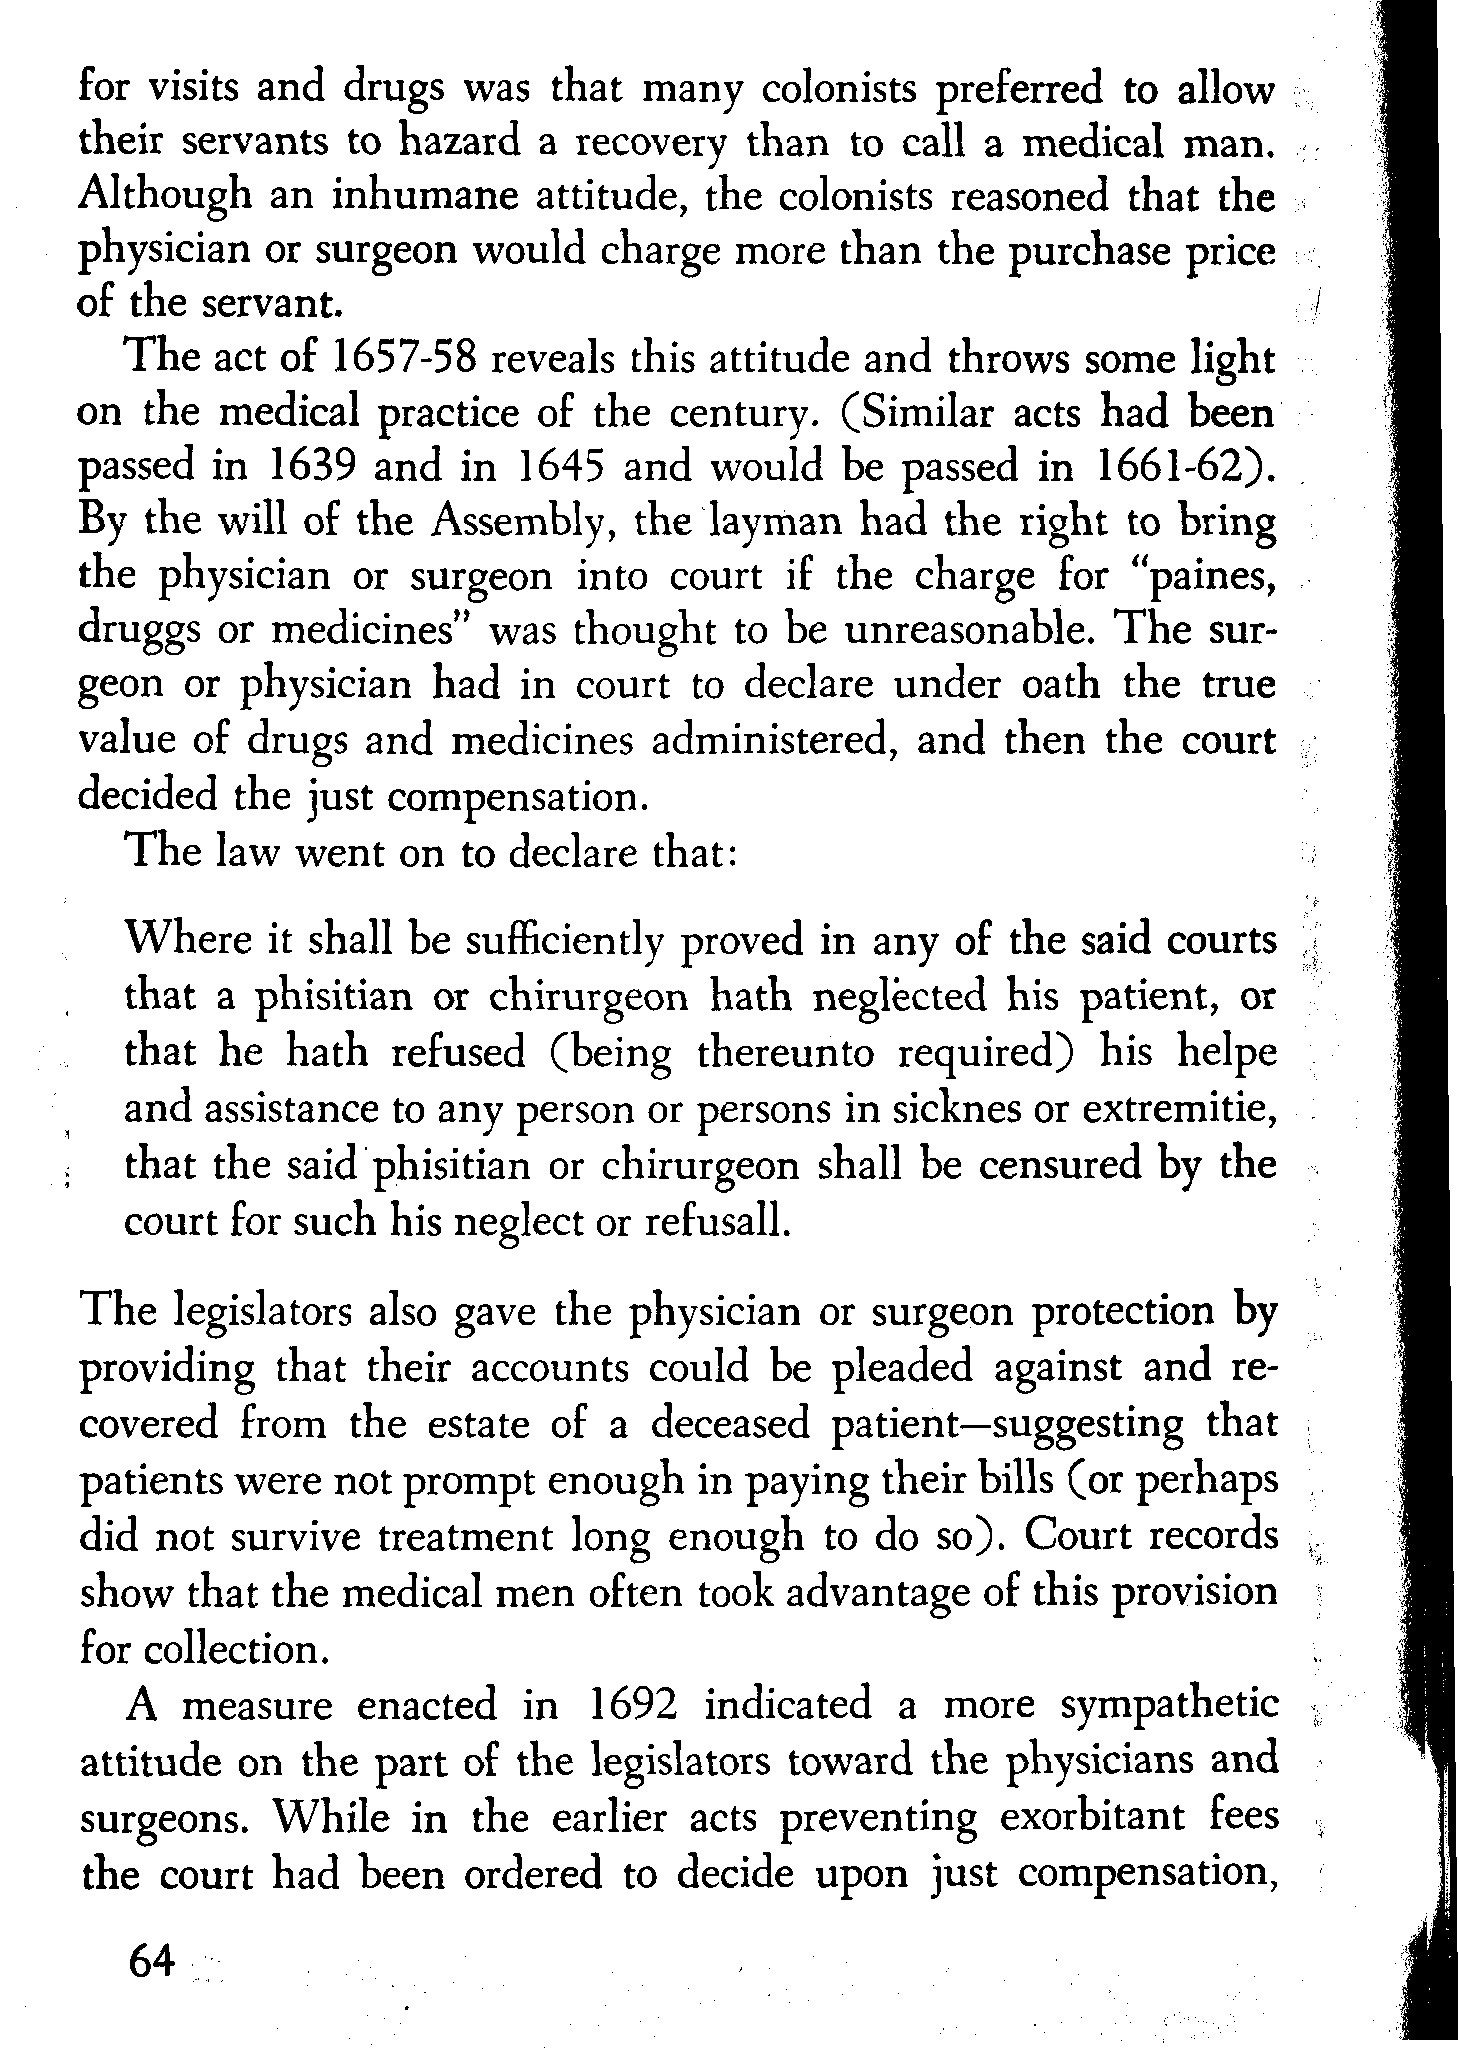 for visits and drugs was that many colonists preferred to allow
their servants to hazard a recovery than to call a medical man.
Although an inhumane attitude, the colonists reasoned that the
physician or surgeon would charge more than the purchase price
of the servant.
The act of 1657-58 reveals this attitude and throws some light
on the medical practice of the century. (Similar acts had been
passed in 1639 and in 1645 and would be passed in 1661-62).
By the will of the Assembly, the layman had the right to bring
the physician or surgeon into court if the charge for “paines,
druggs or medicines” was thought to be unreasonable. The sur-
geon or physician had in court to declare under oath the true
value of drugs and medicines administered, and then the court
decided the just compensation.
The law went on to declare that:
Where it shall be sufficiently proved in any of the said courts
that a phisitian or chirurgeon hath neglected his patient, or
that he hath refused (being thereunto required) his helpe
and assistance to any person or persons in sicknes or extremitie,
that the said phisitian or chirurgeon shall be censured by the
court for such his neglect or refusall.
The legislators also gave the physician or surgeon protection by
providing that their accounts could be pleaded against and re-
covered from the estate of a deceased patient—suggesting that
patients were not prompt enough in paying their bills (or perhaps
did not survive treatment long enough to do so). Court records
show that the medical men often took advantage of this provision
for collection.
A measure enacted in 1692 indicated a more sympathetic
attitude on the part of the legislators toward the physicians and
surgeons. While in the earlier acts preventing exorbitant fees
the court had been ordered to decide upon just compensation,
64